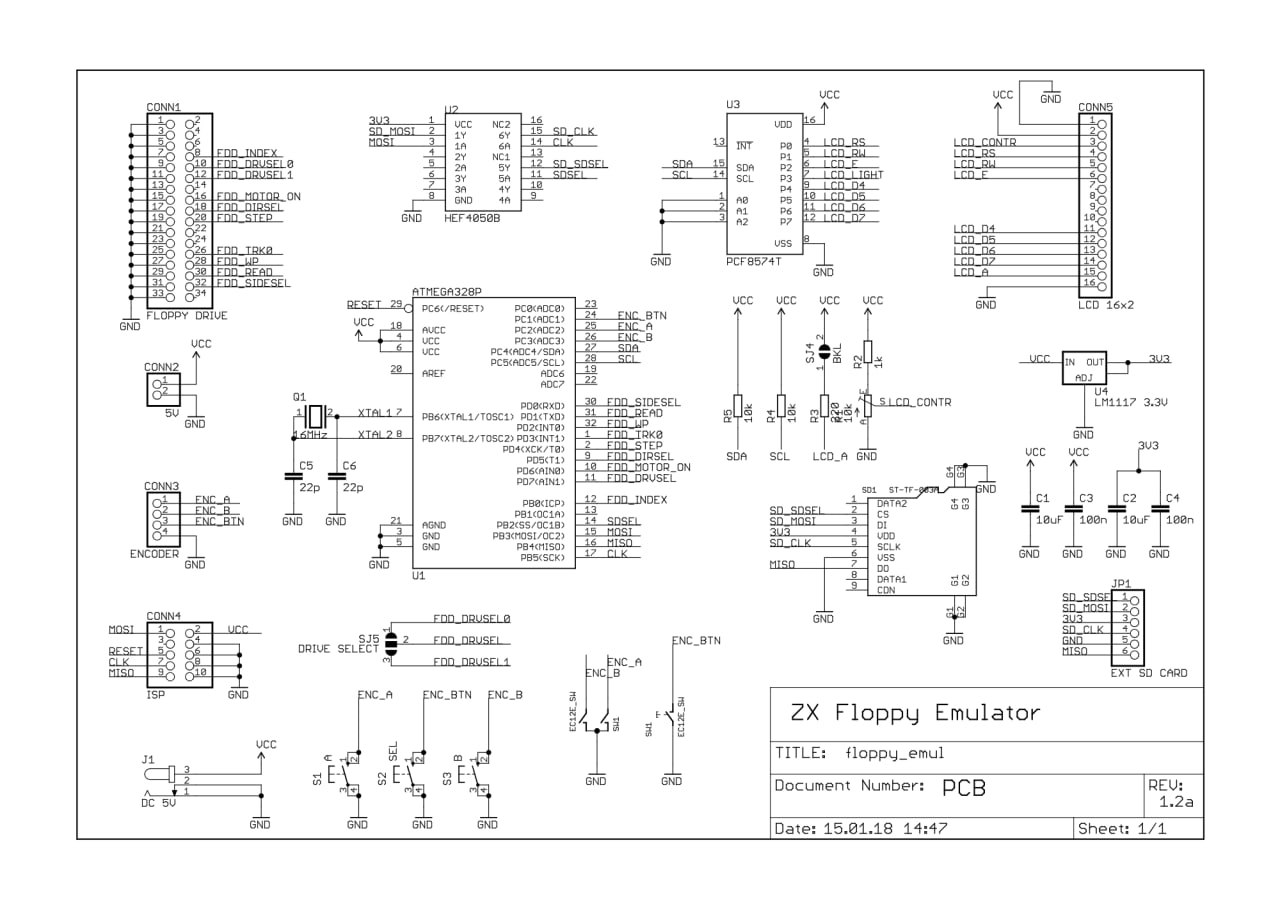 CONN1
1 2
3 4
5 6
7 8 FDD_INDEX
9 10 FDD_DRVSEL0
11 12 FDD_DRVSEL1
13 14
15 16 FDD_MOTOR_ON
17 18 FDD_DIRSEL
19 20 FDD_STEP
21 22
23 24
25 26 FDD_TRK0
27 28 FDD_WP
29 30 FDD_READ
31 32 FDD_SIDESEL
33 34
GND FLOPPY DRIVE
U2
3V3 1 VCC NC2 16
SD_MOSI 2 1Y 6Y 15 SD_CLK
MOSI 3 1A 6A 14 CLK
4 2Y NC1 13
5 2A 5Y 12 SD_SDSEL
6 3Y 5A 11 SDSEL
7 3A 4Y 10
8 GND 4A 9
GND HEF4050B
U3 VCC
VDD 16
13 INT P0 4 LCD_RS
P1 5 LCD_RW
SDA 15 SDA P2 6 LCD_E
SCL 14 SCL P3 7 LCD_LIGHT
P4 9 LCD_D4
1 A0 P5 10 LCD_D5
2 A1 P6 11 LCD_D6
3 A2 P7 12 LCD_D7
VSS 8
GND PCF8574T GND
VCC GND CONN5
1
2
LCD_CONTR 3
LCD_RS 4
LCD_RW 5
LCD_E 6
7
8
9
10
LCD_D4 11
LCD_D5 12
LCD_D6 13
LCD_D7 14
LCD_A 15
16
GND LCD 16x2
CONN2 VCC
1
2
5V GND
ATMEGA328P
RESET 29 PC6(/RESET) PC0(ADC0) 23
PC1(ADC1) 24 ENC_BTN
VCC 18 AVCC PC2(ADC2) 25 ENC_A
4 VCC PC3(ADC3) 26 ENC_B
6 VCC PC4(ADC4/SDA) 27 SDA
PC5(ADC5/SCL) 28 SCL
20 AREF ADC6 19
ADC7 22
PD0(RXD) 30 FDD_SIDESEL
XTAL1 7 PB6(XTAL1/TOSC1) PD1(TXD) 31 FDD_READ
PD2(INT0) 32 FDD_WP
XTAL2 8 PB7(XTAL2/TOSC2) PD3(INT1) 1 FDD_TRK0
PD4(XCK/T0) 2 FDD_STEP
PD5(T1) 9 FDD_DIRSEL
PD6(AIN0) 10 FDD_MOTOR_ON
PD7(AIN1) 11 FDD_DRVSEL
PB0(ICP) 12 FDD_INDEX
PB1(OC1A) 13
21 AGND PB2(SS/OC1B) 14 SDSEL
3 GND PB3(MOSI/OC2) 15 MOSI
5 GND PB4(MISO) 16 MISO
PB5(SCK) 17 CLK
GND U1
Q1
1 2
16MHz
C5 C6
22p 22p
GND GND
VCC VCC VCC VCC
SJ4 2 1 BKL
R2 1k
R5 10k R4 10k R3 220 R1 10k A E S LCD_CONTR
SDA SCL LCD_A GND
VCC IN OUT 3V3
ADJ
U4
LM1117 3.3V
GND
VCC VCC 3V3
C1 C3 C2 C4
10uF 100n 10uF 100n
GND GND GND GND
CONN3
1 ENC_A
2 ENC_B
3 ENC_BTN
4
ENCODER GND
SD1 ST-TF-003A G4 G3 GND
1 DATA2 G4 G3
SD_SDSEL 2 CS
SD_MOSI 3 DI
3V3 4 VDD
SD_CLK 5 SCLK
6 VSS
MISO 7 DO
8 DATA1 G1 G2
9 CDN
GND G1 G2
GND
JP1
SD_SDSEL 1
SD_MOSI 2
3V3 3
SD_CLK 4
GND 5
MISO 6
EXT SD CARD
CONN4
MOSI 1 2 VCC
3 4
RESET 5 6
CLK 7 8
MISO 9 10
ISP GND
FDD_DRVSEL0
SJ5 1
DRIVE SELECT 2 FDD_DRVSEL
3
FDD_DRVSEL1
ENC_A ENC_BTN ENC_B
S1 A 1 2 3 4
S2 SEL 1 2 3 4
S3 B 1 2 3 4
GND GND GND
ENC_A
ENC_B
EC12E_SW SW1
GND
ENC_BTN
SW1 EC12E_SW
GND
J1 VCC
3
2
1
DC 5V
GND
ZX Floppy Emulator
TITLE: floppy_emul
Document Number: PCB REV: 1.2a
Date: 15.01.18 14:47 Sheet: 1/1